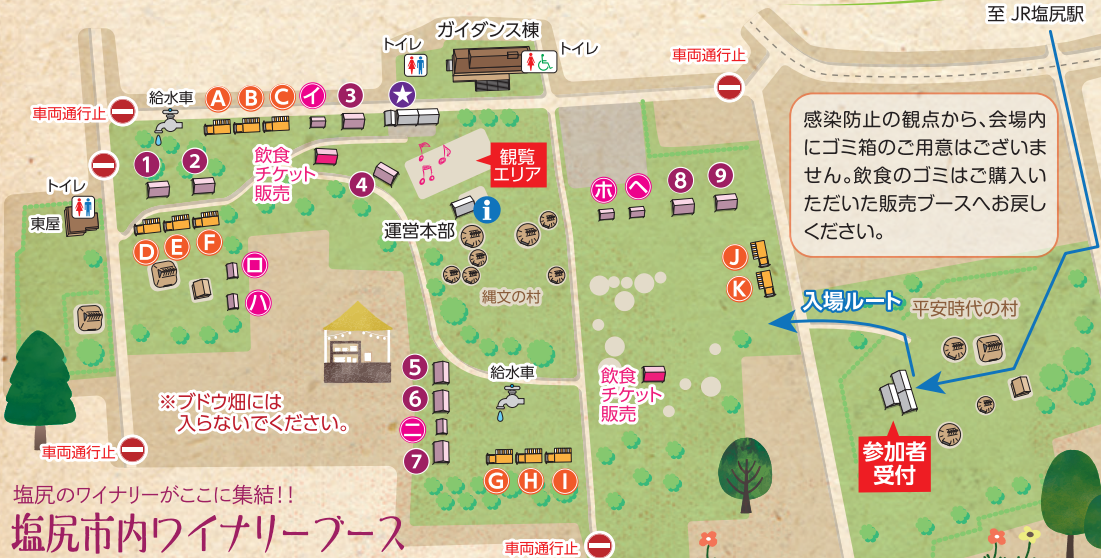 至 JR塩尻駅
ガイダンス棟
トイレ
トイレ
車両通行止
車両通行止
給水車
A
B
C
イ
3
★
感染防止の観点から、会場内
にゴミ箱のご用意はございま
せん。飲食のゴミはご購入い
ただいた販売ブースへお戻し
ください。
1
2
飲食
チケット
販売
4
観覧
エリア
ホ
ヘ
8
9
トイレ
東屋
運営本部
i
D
E
F
ロ
ハ
J
K
縄文の村
入場ルート
平安時代の村
5
6
ニ
7
給水車
飲食
チケット
販売
※ブドウ畑には
入らないでください。
車両通行止
G
H
I
参加者
受付
塩尻のワイナリーがここに集結!!
塩尻市内ワイナリーブース
車両通行止